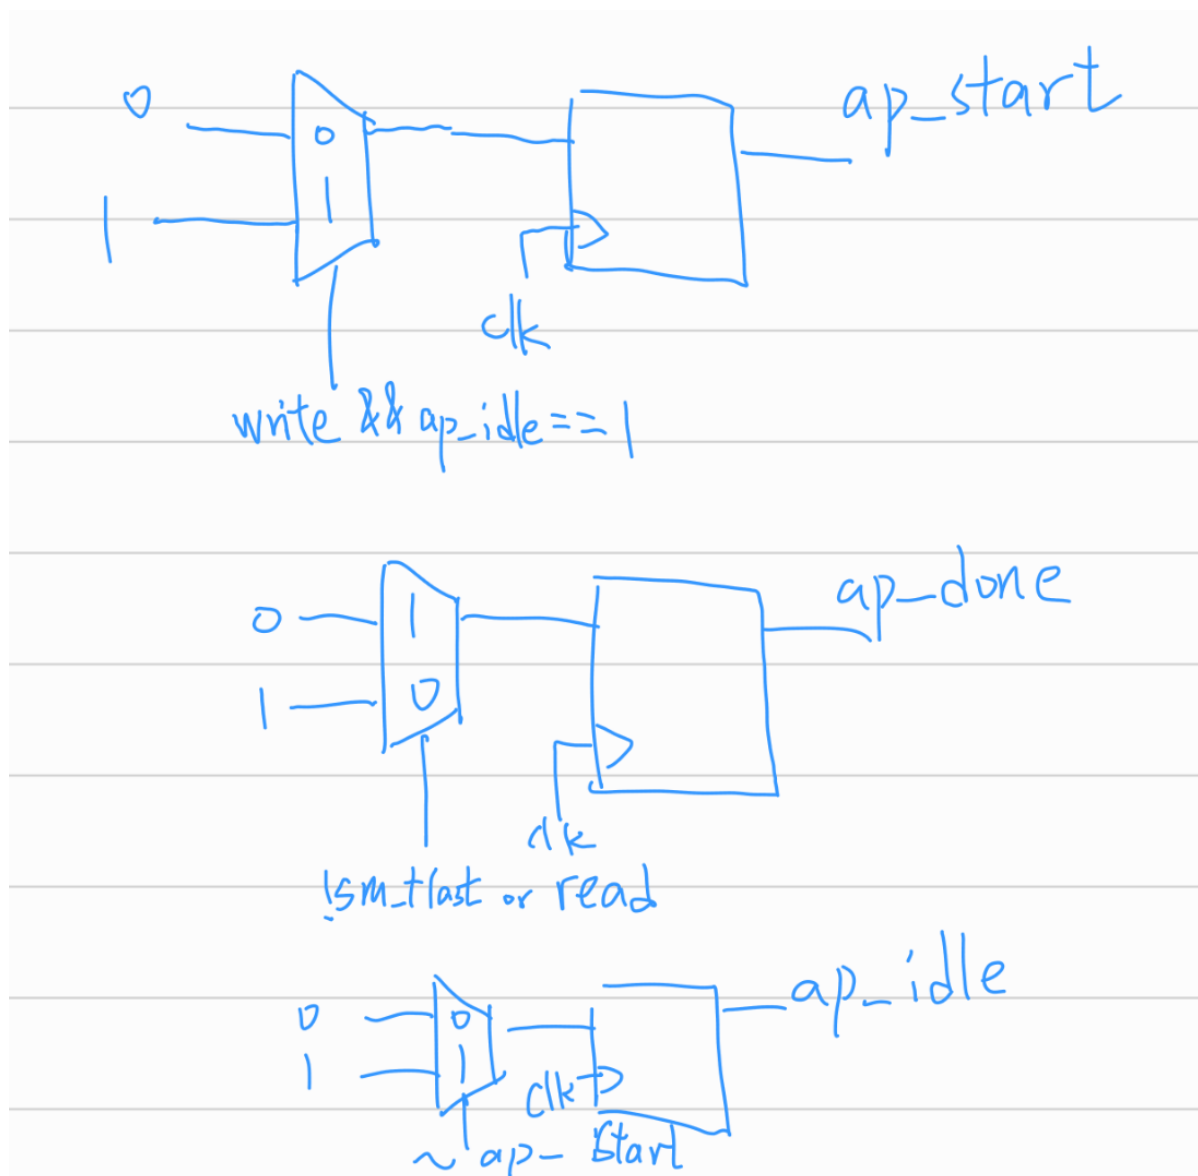 0
0
ap_start
1
1
clk
write && ap_idle==1
0
1
ap_done
1
0
clk
!sm_tlast or read
0
0
ap_idle
1
1
clk
~ ap_start